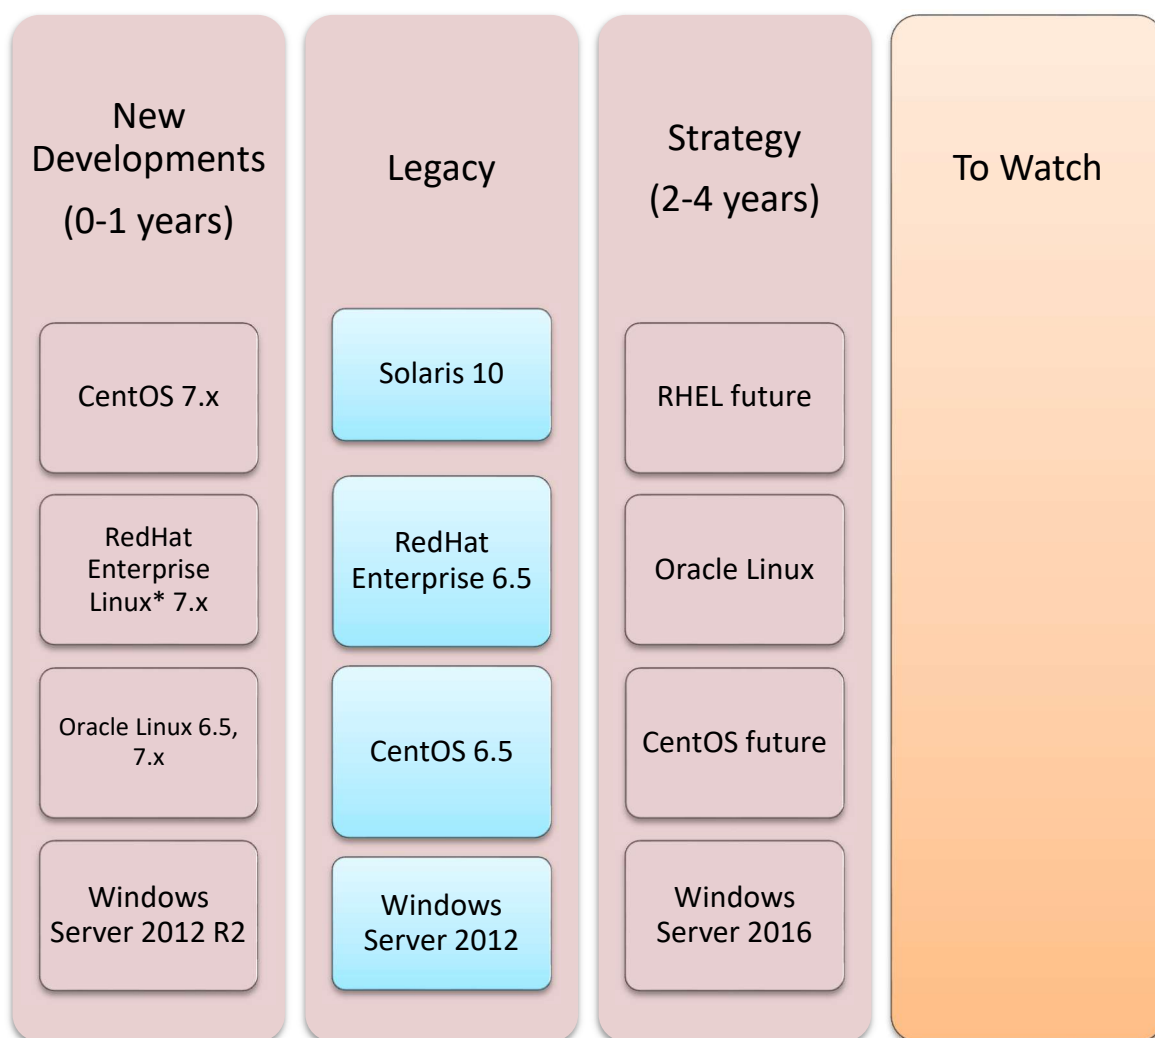 New
Developments
(0-1 years)
CentOS 7.x
RedHat
Enterprise
Linux* 7.x
Oracle Linux 6.5,
7.x
Windows
Server 2012 R2
Legacy
Solaris 10
RedHat
Enterprise 6.5
CentOS 6.5
Windows
Server 2012
Strategy
(2-4 years)
RHEL future
Oracle Linux
CentOS future
Windows
Server 2016
To Watch